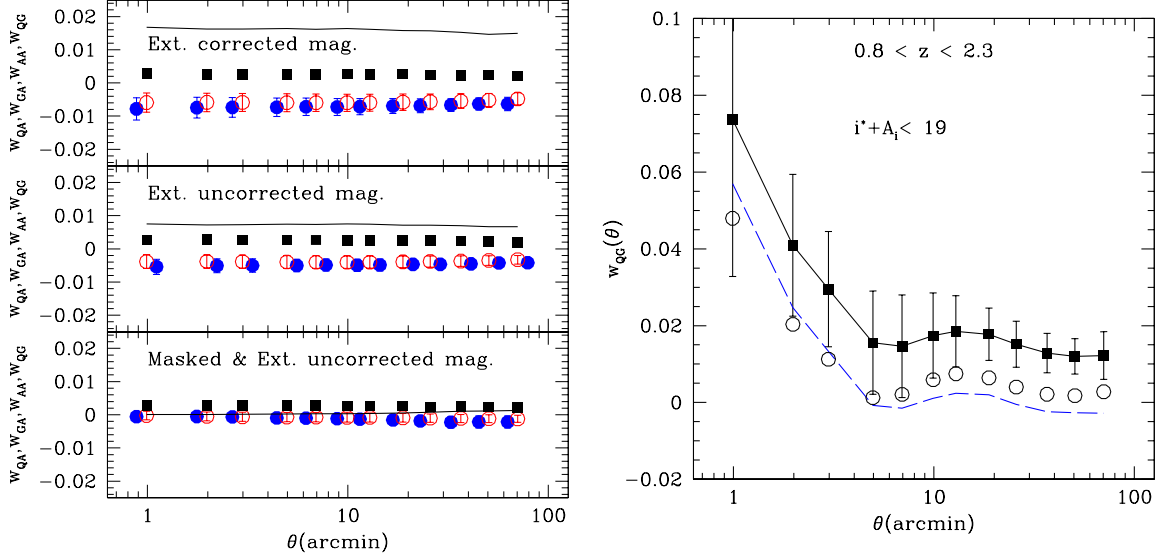 0.02
0.01
0
−0.01
−0.02
w_QA, w_GA, w_AA, w_QG
Ext. corrected mag.
0.02
0.01
0
−0.01
−0.02
w_QA, w_GA, w_AA, w_QG
Ext. uncorrected mag.
0.02
0.01
0
−0.01
−0.02
w_QA, w_GA, w_AA, w_QG
Masked & Ext. uncorrected mag.
1 10 100
θ(arcmin)
0.1
0.08
0.06
0.04
0.02
0
−0.02
w_QG(θ)
0.8 < z < 2.3
i*+A_i< 19
1 10 100
θ(arcmin)